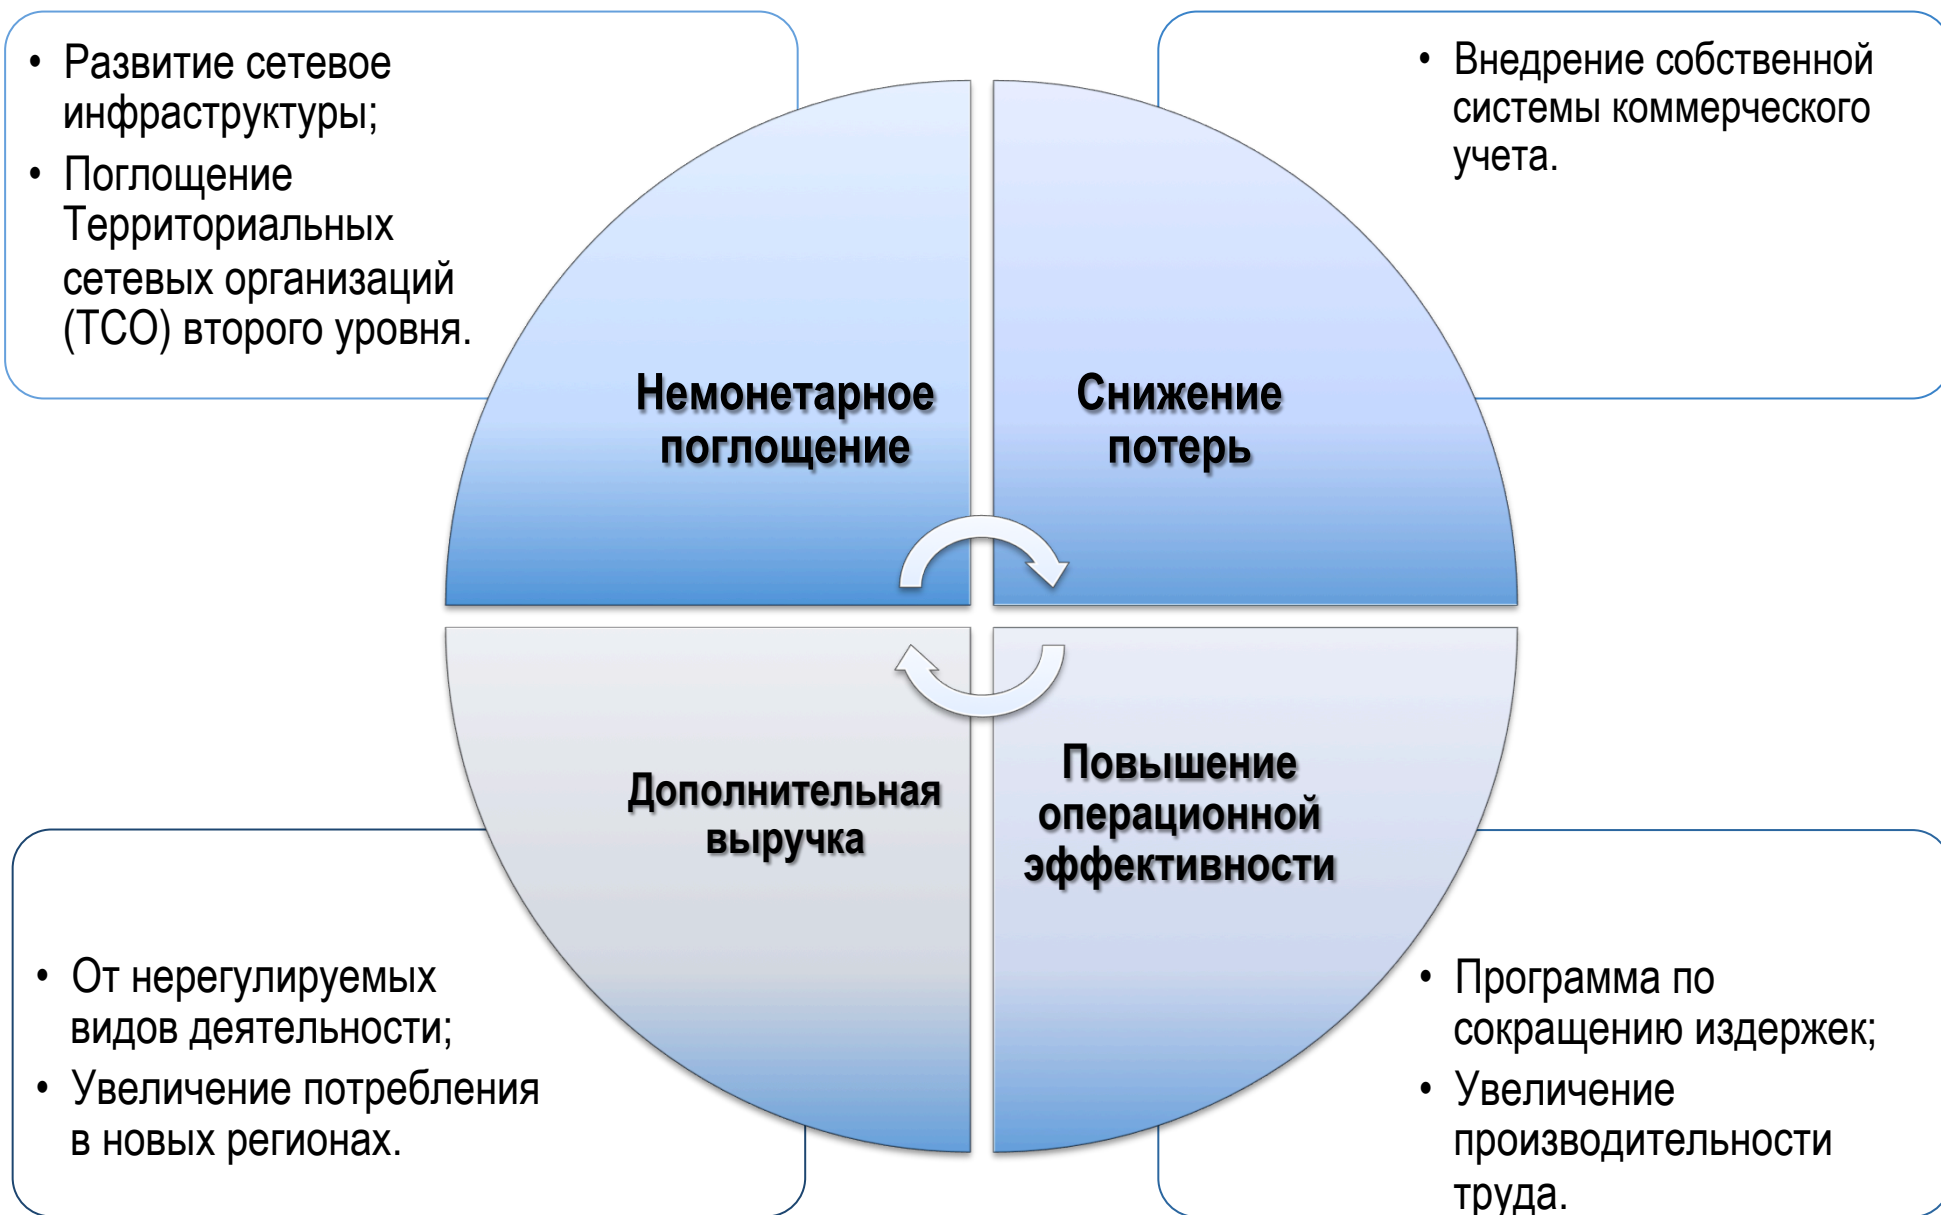 • Развитие сетевое
инфраструктуры;
• Поглощение
Территориальных
сетевых организаций
(ТСО) второго уровня.
• Внедрение собственной
системы коммерческого
учета.
Немонетарное
поглощение
Снижение
потерь
Дополнительная
выручка
Повышение
операционной
эффективности
• От нерегулируемых
видов деятельности;
• Увеличение потребления
в новых регионах.
• Программа по
сокращению издержек;
• Увеличение
производительности
труда.